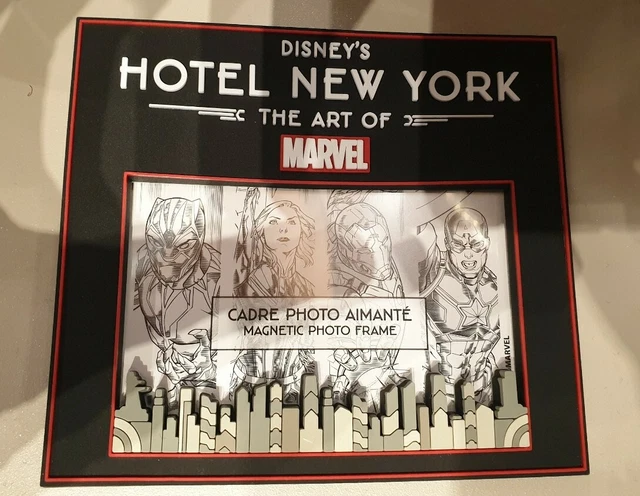 DISNEY'S
HOTEL NEW YORK
THE ART OF
MARVEL
CADRE PHOTO AIMANTÉ
MAGNETIC PHOTO FRAME
MARVEL